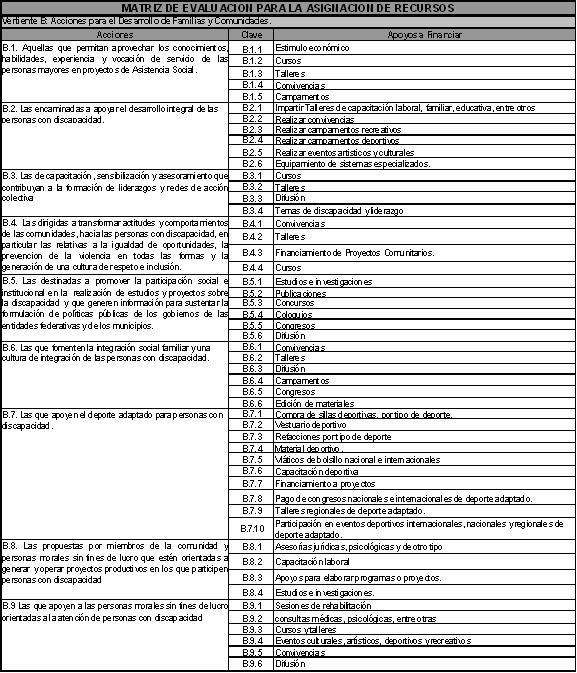 MATRIZ DE EVALUACION PARA LA ASIGNACION DE RECURSOS
Vertiente B: Acciones para el Desarrollo de Familias y Comunidades.
Acciones Clave Apoyos a Financiar
B.1. Aquellas que permitan aprovechar los conocimientos,
habilidades, experiencia y vocación de servicio de las
personas mayores en proyectos de Asistencia Social.
B.1.1 Estímulo económico
B.1.2 Cursos
B.1.3 Talleres
B.1.4 Convivencias
B.1.5 Campamentos
B.2. Las encaminadas a apoyar el desarrollo integral de las
personas con discapacidad.
B.2.1 Impartir Talleres de capacitación laboral, familiar, educativa, entre otros
B.2.2 Realizar convivencias
B.2.3 Realizar campamentos recreativos
B.2.4 Realizar campamentos deportivos
B.2.5 Realizar eventos artísticos y culturales
B.2.6 Equipamiento de sistemas especializados.
B.3. Las de capacitación, sensibilización y asesoramiento que
contribuyan a la formación de liderazgos y redes de acción
colectiva
B.3.1 Cursos
B.3.2 Talleres
B.3.3 Difusión
B.3.4 Temas de discapacidad y liderazgo
B.4. Las dirigidas a transformar actitudes y comportamientos
de las comunidades, hacia las personas con discapacidad, en
particular las relativas a la igualdad de oportunidades, la
prevencion de la violencia en todas las formas y la
generación de una cultura de respeto e inclusión.
B.4.1 Convivencias
B.4.2 Talleres
B.4.3 Financiamiento de Proyectos Comunitarios.
B.4.4 Cursos
B.5. Las destinadas a promover la participación social e
institucional en la realización de estudios y proyectos sobre
la discapacidad y que generen información para sustentar la
formulación de políticas públicas de los gobiernos de las
entidades federativas y de los municipios.
B.5.1 Estudios e investigaciones
B.5.2 Publicaciones
B.5.3 Concursos
B.5.4 Coloquios
B.5.5 Congresos
B.5.6 Difusión
B.6. Las que fomenten la integración social familiar y una
cultura de integración de las personas con discapacidad.
B.6.1 Convivencias
B.6.2 Talleres
B.6.3 Difusión
B.6.4 Campamentos
B.6.5 Congresos
B.6.6 Edición de materiales
B.7. Las que apoyen el deporte adaptado para personas con
discapacidad.
B.7.1 Compra de sillas deportivas, por tipo de deporte.
B.7.2 Vestuario deportivo
B.7.3 Refacciones por tipo de deporte
B.7.4 Material deportivo.
B.7.5 Viáticos de bolsillo nacional e internacionales
B.7.6 Capacitación deportiva
B.7.7 Financiamiento a proyectos
B.7.8 Pago de congresos nacionales e internacionales de deporte adaptado.
B.7.9 Talleres regionales de deporte adaptado.
B.7.10 Participación en eventos deportivos internacionales, nacionales y regionales de
deporte adaptado.
B.8. Las propuestas por miembros de la comunidad y
personas morales sin fines de lucro que estén orientadas a
generar y operar proyectos productivos en los que participen
personas con discapacidad
B.8.1 Asesorías jurídicas, psicológicas y de otro tipo
B.8.2 Capacitación laboral
B.8.3 Apoyos para elaborar programas o proyectos.
B.8.4 Estudios e investigaciones.
B.9 Las que apoyen a las personas morales sin fines de lucro
orientadas a la atención de personas con discapacidad
B.9.1 Sesiones de rehabilitación
B.9.2 consultas médicas, psicológicas, entre otras
B.9.3 Cursos y talleres
B.9.4 Eventos culturales, artísticos, deportivos y recreativos
B.9.5 Convivencias
B.9.6 Difusión